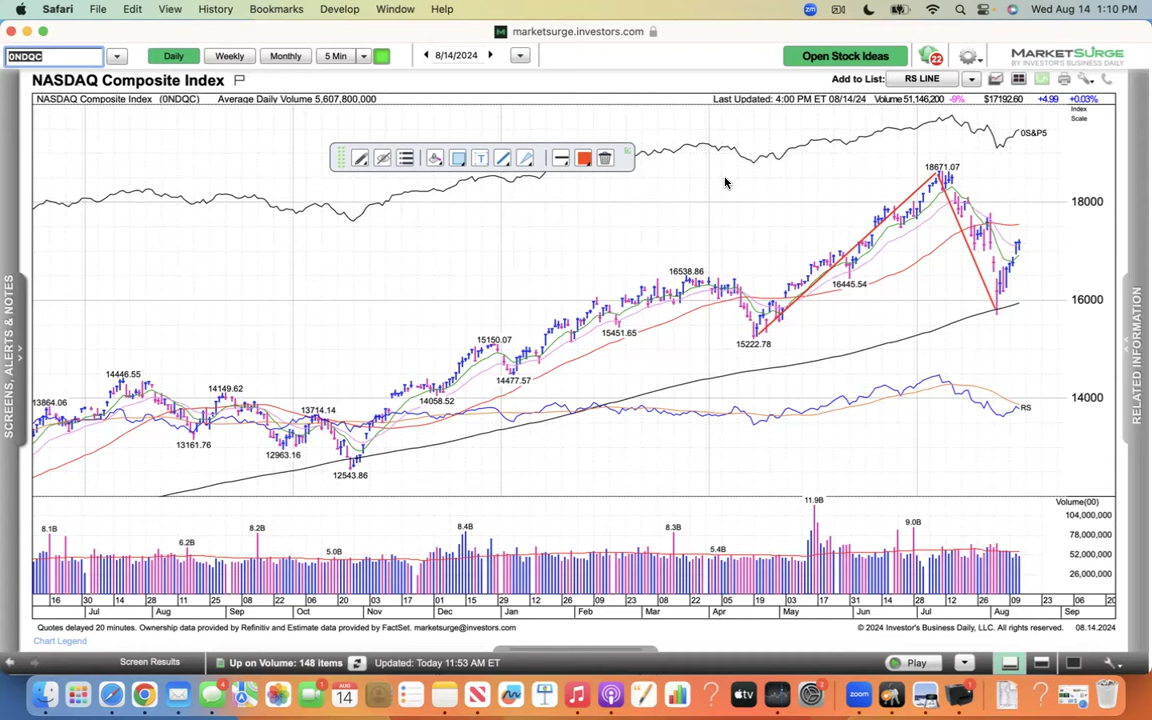 Safari File Edit View History Bookmarks Develop Window Help zm Wed Aug 14 1:10 PM
marketsurge.investors.com
0NDQC Daily Weekly Monthly 5 Min 8/14/2024 Open Stock Ideas 22 MARKETSURGE
BY INVESTOR'S BUSINESS DAILY
NASDAQ Composite Index Add to List: RS LINE
NASDAQ Composite Index (0NDQC) Average Daily Volume 5,607,800,000 Last Updated: 4:00 PM ET 08/14/24 Volume 51,146,200 -9% $17192.60 +4.99 +0.03%
Index
Scale
0S&P5
T
18671.07
18000
16538.86
16445.54
16000
15451.65
15222.78
15150.07
14477.57
14446.55
14149.62
14058.52
14000
13864.06
13714.14
RS
13161.76
12963.16
12543.86
SCREENS, ALERTS & NOTES
RELATED INFORMATION
Volume(00)
11.9B
104,000,000
8.1B 8.2B 8.4B 8.3B 9.0B
78,000,000
6.2B 5.0B 5.4B
52,000,000
26,000,000
16 30 14 28 11 25 08 22 06 20 03 17 01 15 29 12 26 09 23 08 22 05 19 03 17 31 14 28 12 26 09 23 06 20
Jul Aug Sep Oct Nov Dec Jan Feb Mar Apr May Jun Jul Aug Sep
Quotes delayed 20 minutes. Ownership data provided by Refinitiv and Estimate data provided by FactSet. marketsurge@investors.com © 2024 Investor's Business Daily, LLC. All rights reserved. 08.14.2024
Chart Legend
Screen Results Up on Volume: 148 items Updated: Today 11:53 AM ET Play
AUG
14
tv
zoom